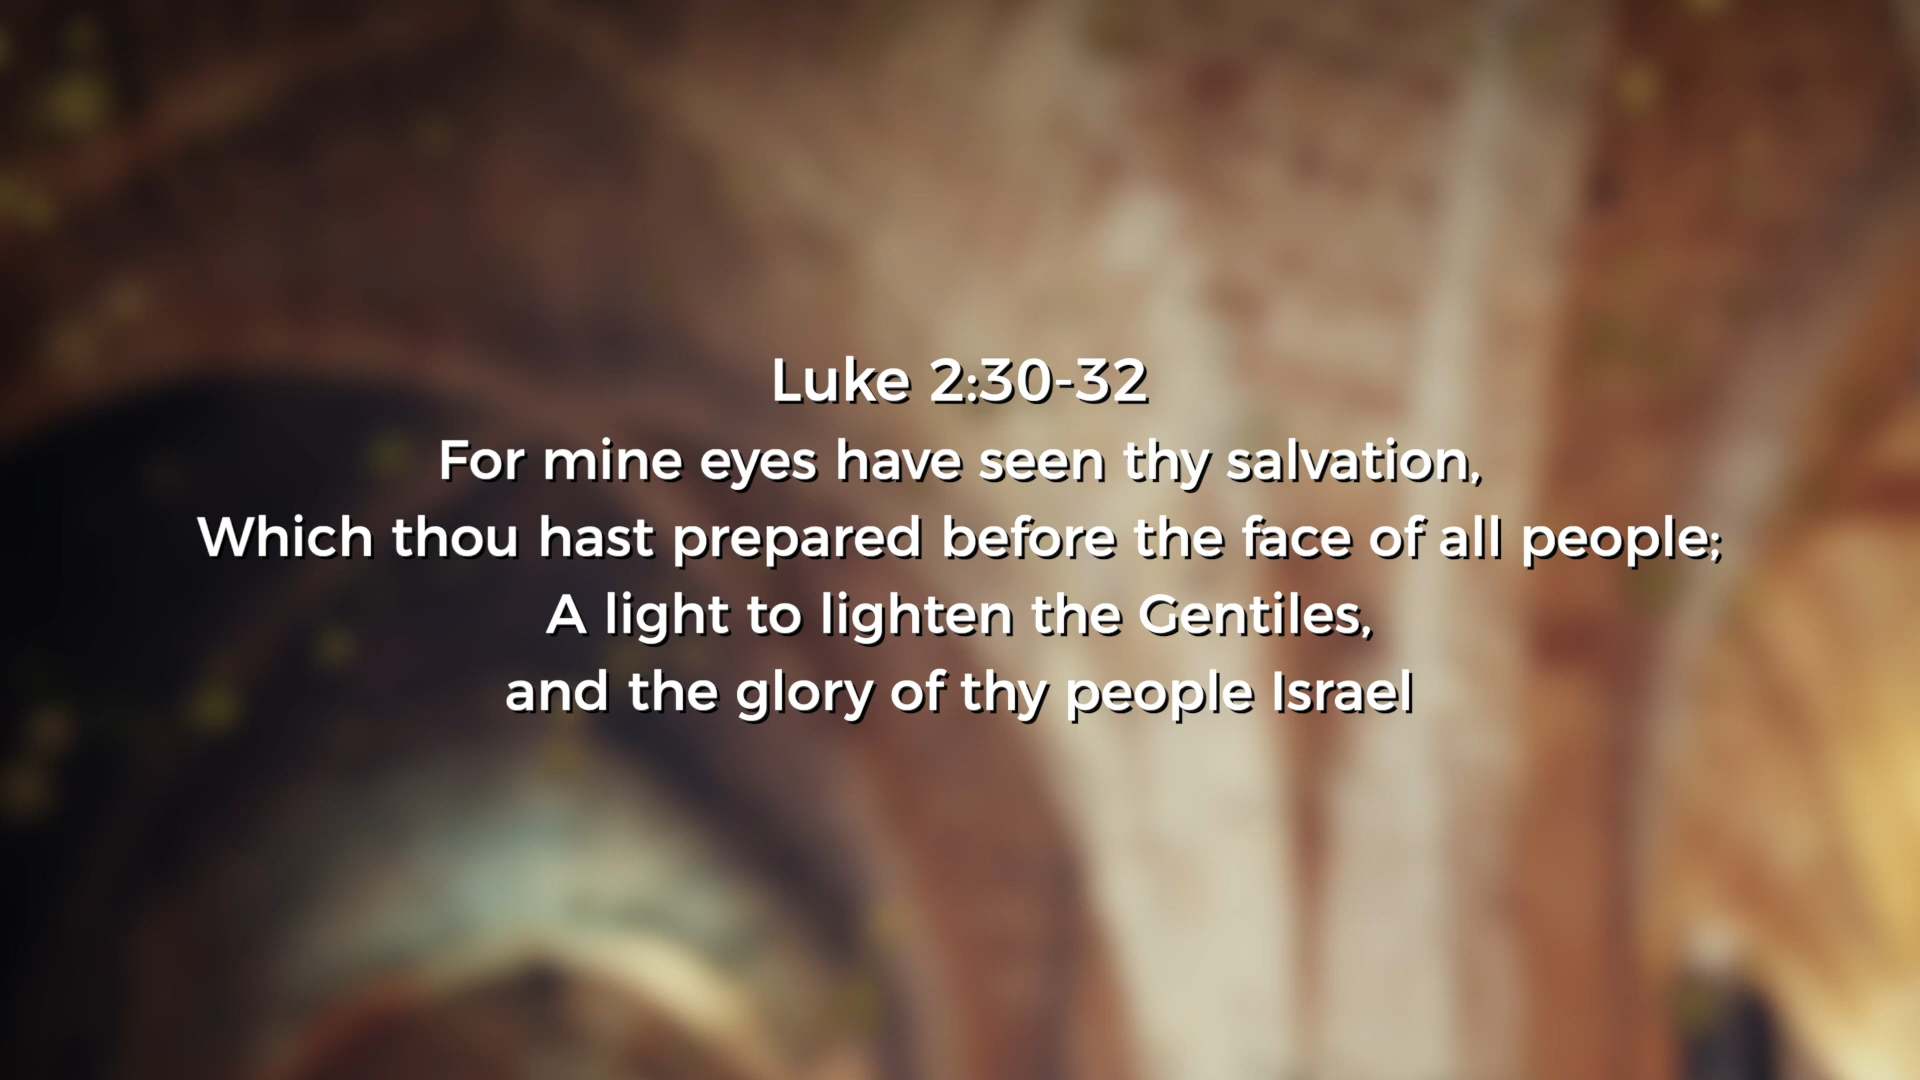 Luke 2:30-32
For mine eyes have seen thy salvation,
Which thou hast prepared before the face of all people;
A light to lighten the Gentiles,
and the glory of thy people Israel